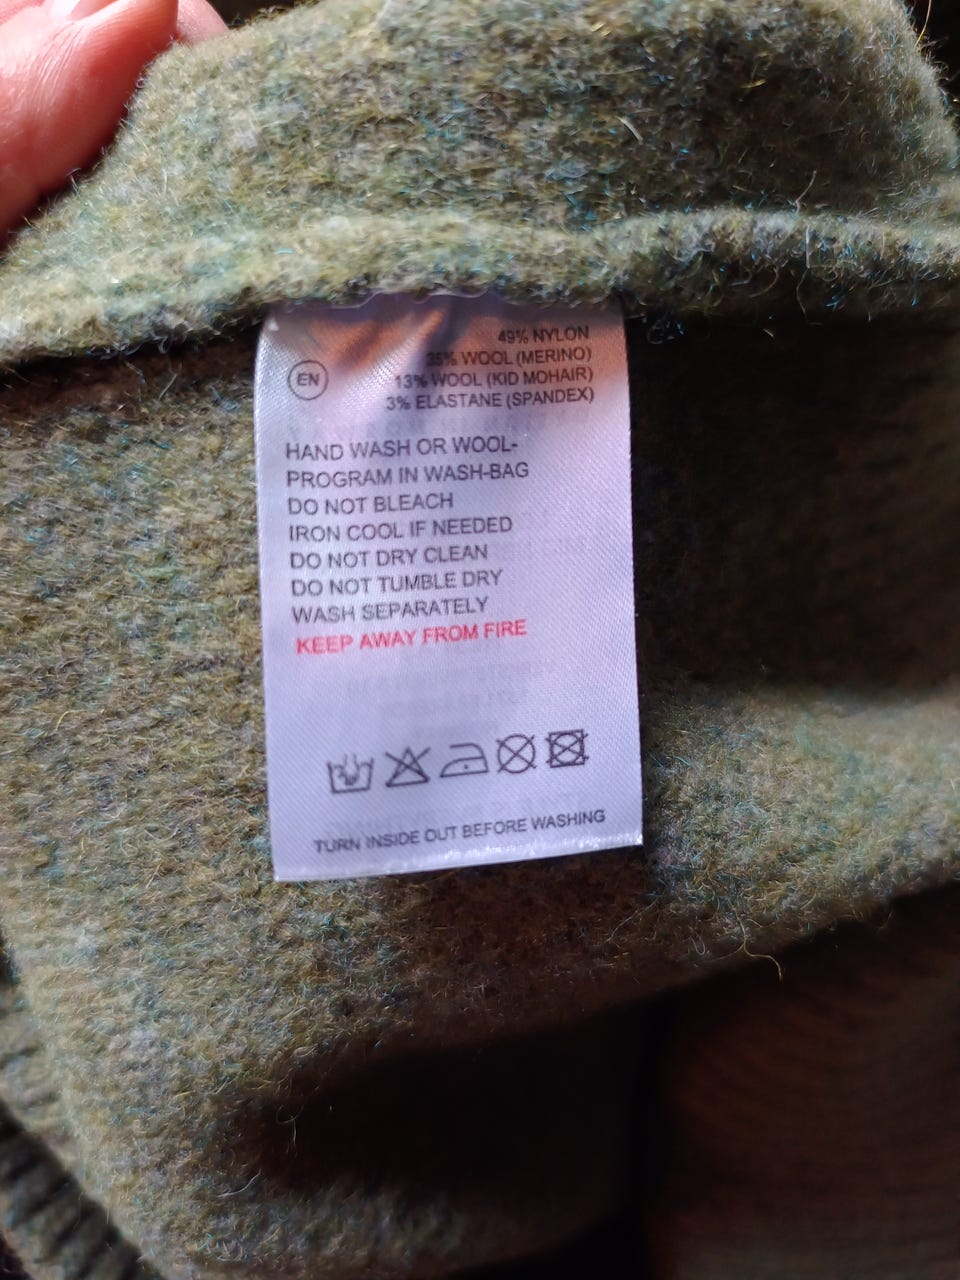 49% NYLON
35% WOOL (MERINO)
EN
13% WOOL (KID MOHAIR)
3% ELASTANE (SPANDEX)
HAND WASH OR WOOL-
PROGRAM IN WASH-BAG
DO NOT BLEACH
IRON COOL IF NEEDED
DO NOT DRY CLEAN
DO NOT TUMBLE DRY
WASH SEPARATELY
KEEP AWAY FROM FIRE
TURN INSIDE OUT BEFORE WASHING